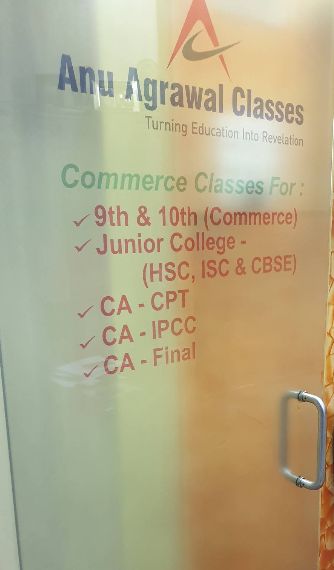 Anu Agrawal Classes
Turning Education Into Revelation
Commerce Classes For :
✓ 9th & 10th (Commerce)
✓ Junior College -
(HSC, ISC & CBSE)
✓ CA - CPT
✓ CA - IPCC
✓ CA - Final